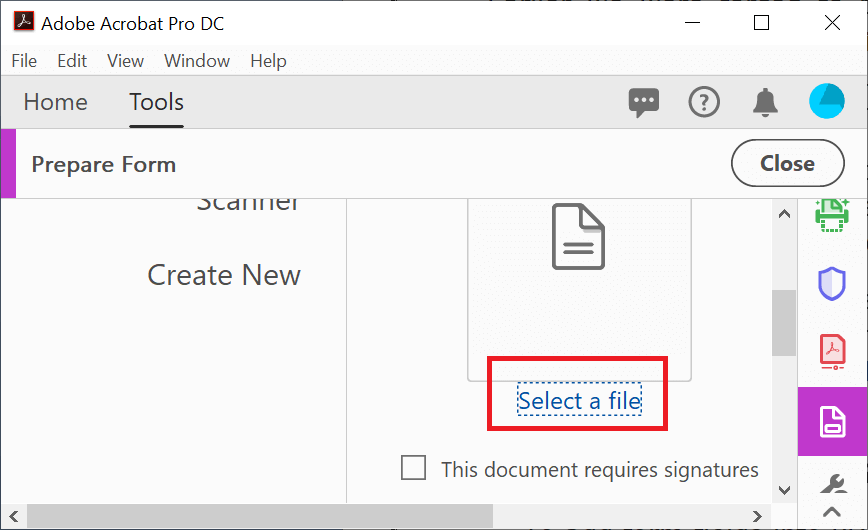 Adobe Acrobat Pro DC
File Edit View Window Help
Home Tools
Prepare Form
Close
Scanner
Create New
Select a file
This document requires signatures